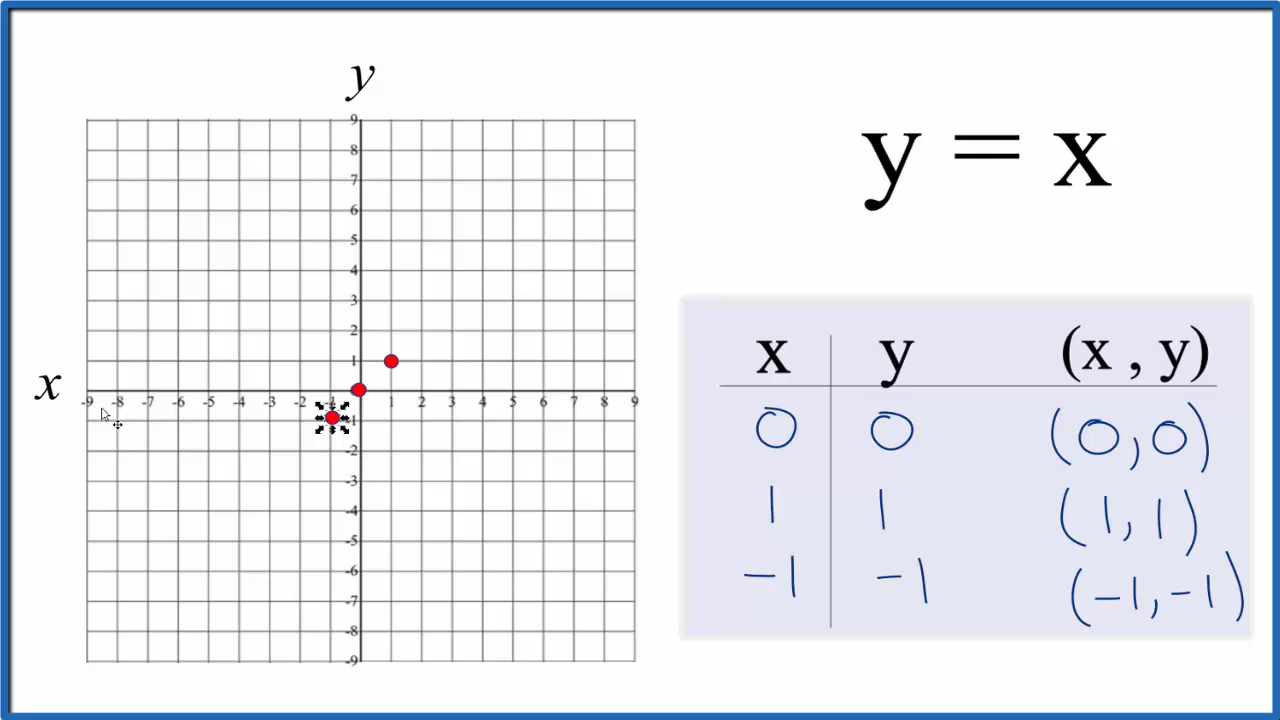 y
y = x
9
8
7
6
5
4
3
2
1
x
-9 -8 -7 -6 -5 -4 -3 -2 1 2 3 4 5 6 7 8 9
-2
-3
-4
-5
-6
-7
-8
-9
x y (x , y)
0 0 (0, 0)
1 1 (1, 1)
-1 -1 (-1, -1)